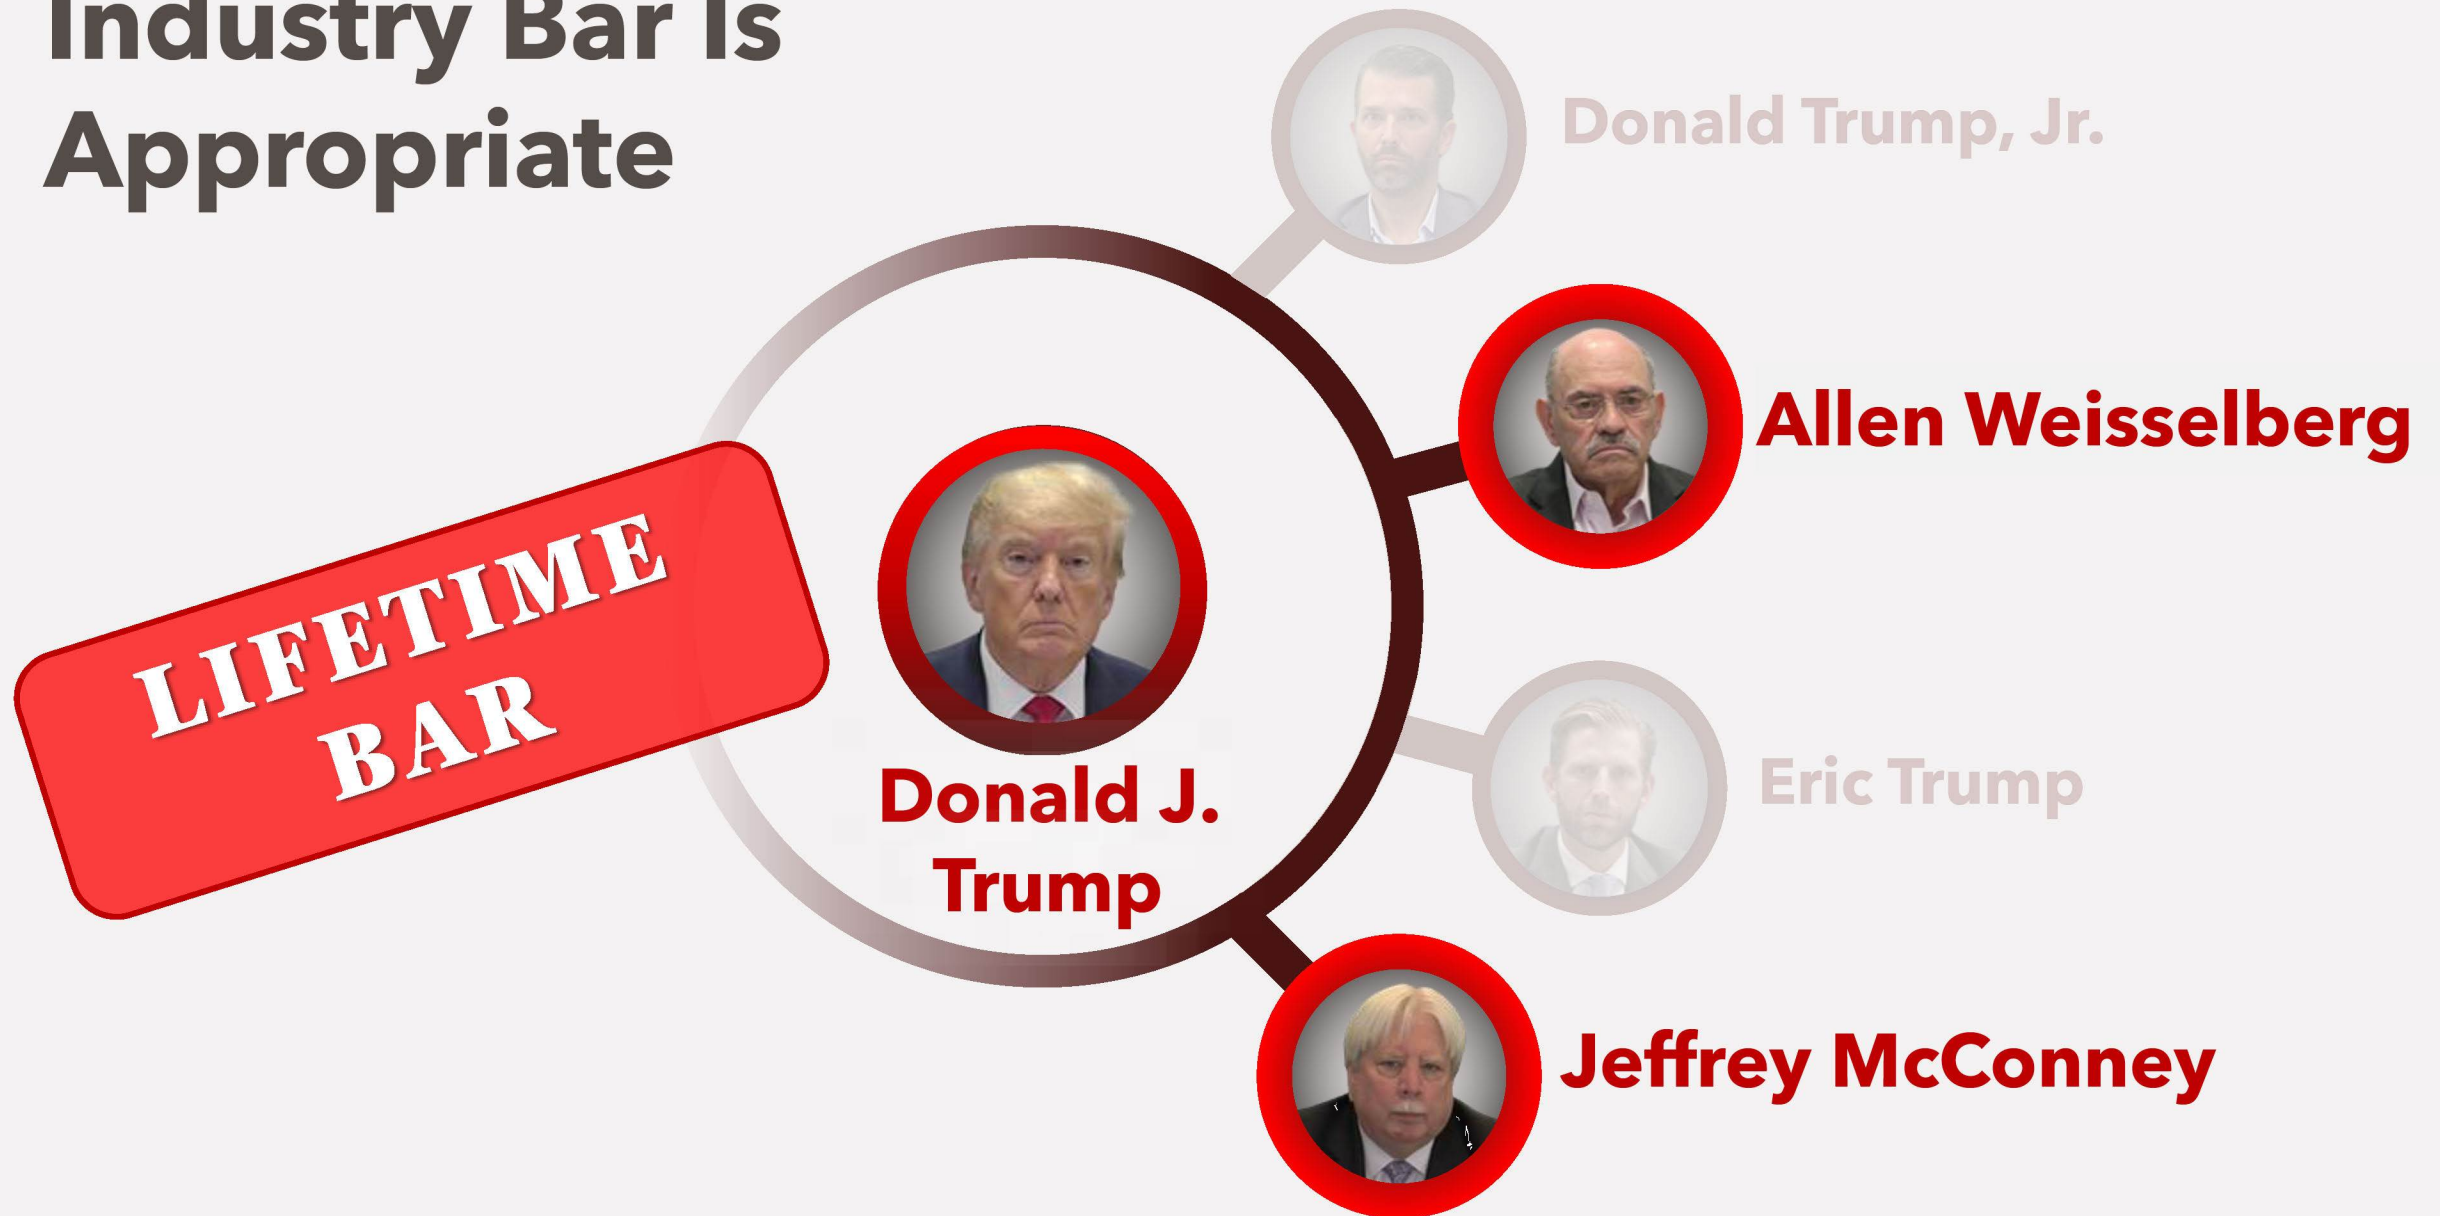 Industry Bar Is
Appropriate
Donald Trump, Jr.
Allen Weisselberg
LIFETIME
BAR
Donald J.
Trump
Eric Trump
Jeffrey McConney